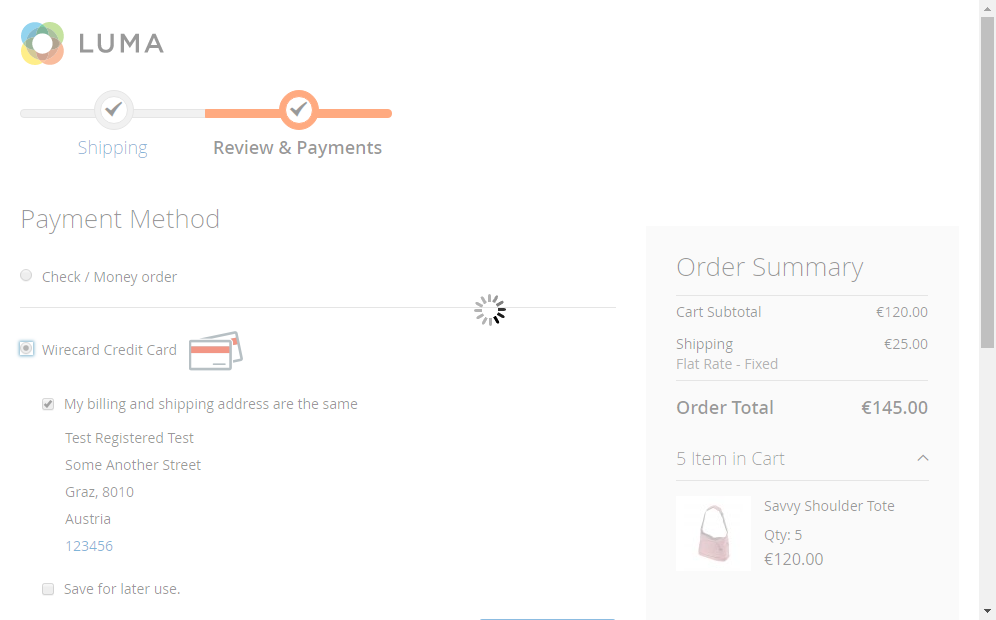 LUMA
Shipping
Review & Payments
Payment Method
Check / Money order
Wirecard Credit Card
My billing and shipping address are the same
Test Registered Test
Some Another Street
Graz, 8010
Austria
123456
Save for later use.
Order Summary
Cart Subtotal €120.00
Shipping €25.00
Flat Rate - Fixed
Order Total €145.00
5 Item in Cart
Savvy Shoulder Tote
Qty: 5
€120.00